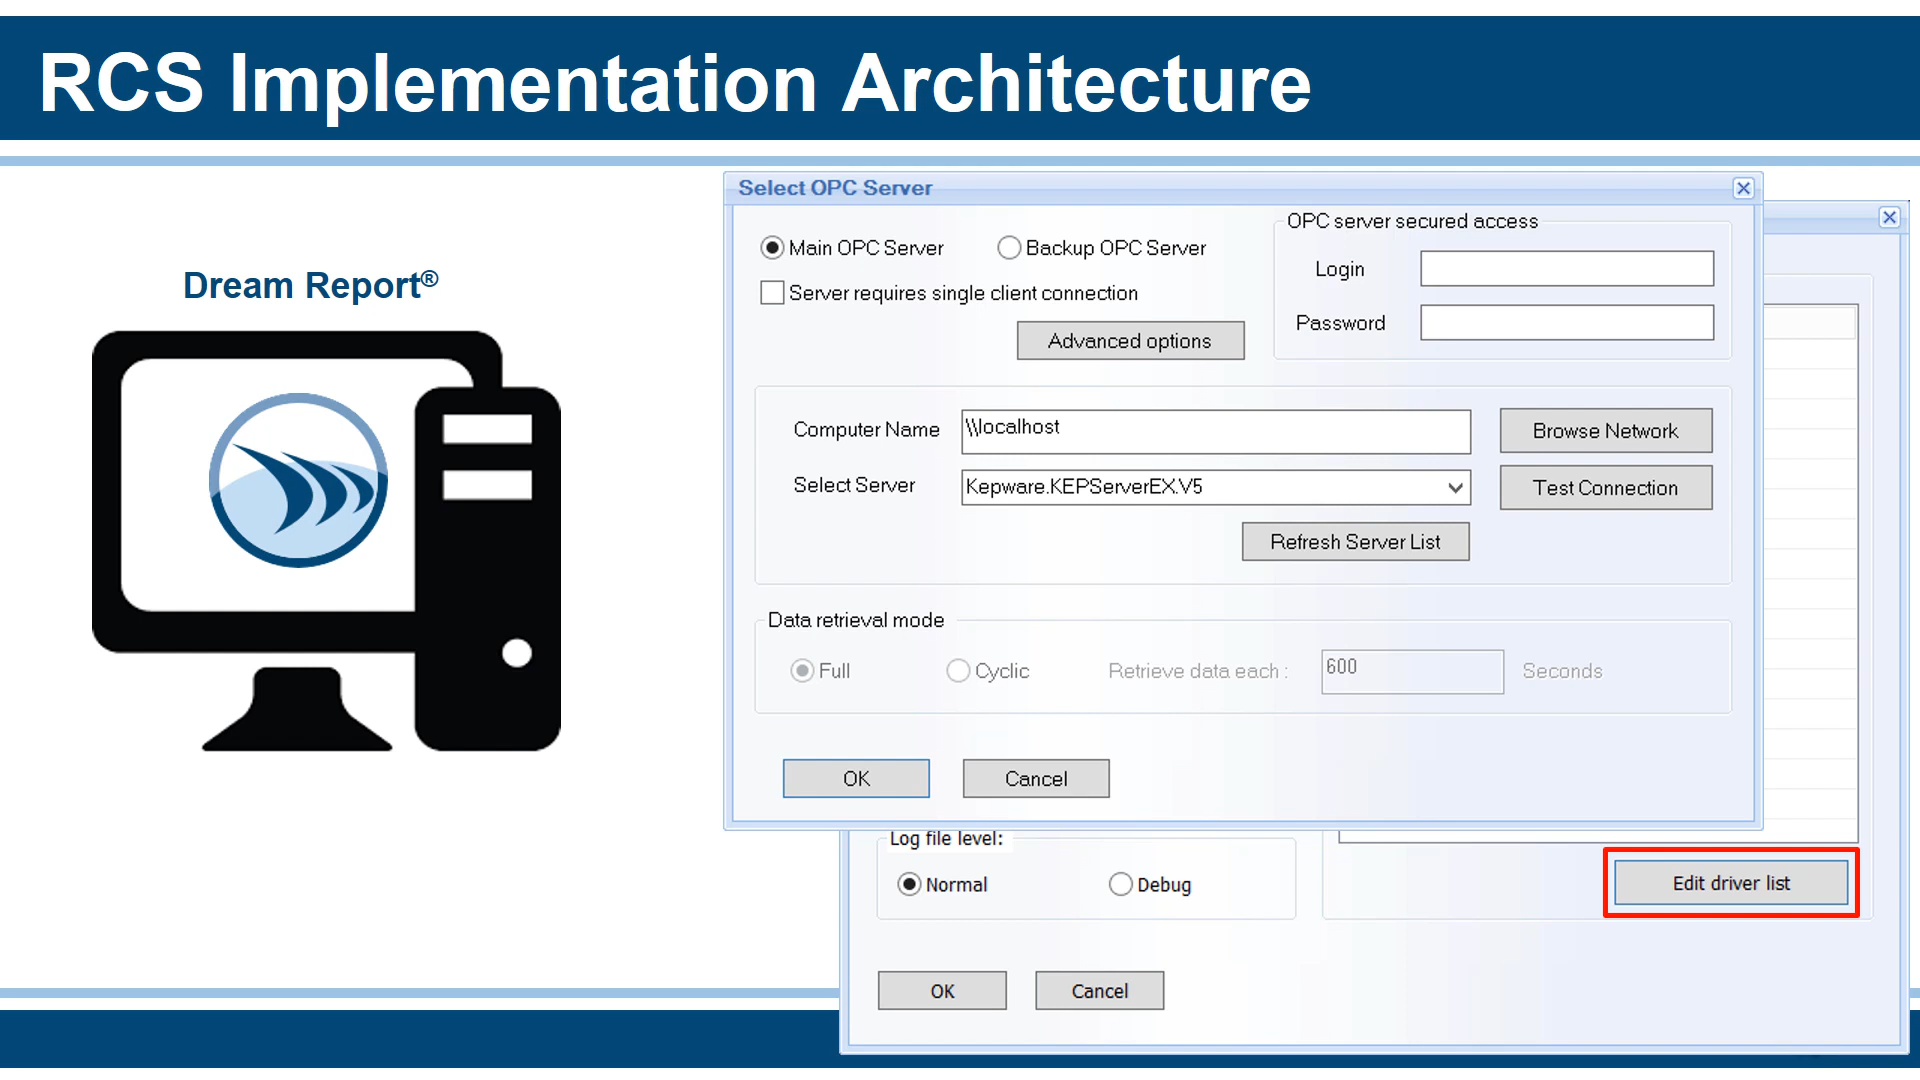 RCS Implementation Architecture
Dream Report®
Select OPC Server
Main OPC Server
Backup OPC Server
Server requires single client connection
Advanced options
OPC server secured access
Login
Password
Computer Name
\\localhost
Browse Network
Select Server
Kepware.KEPServerEX.V5
Test Connection
Refresh Server List
Data retrieval mode
Full
Cyclic
Retrieve data each :
600
Seconds
OK
Cancel
Log file level:
Normal
Debug
Edit driver list
OK
Cancel